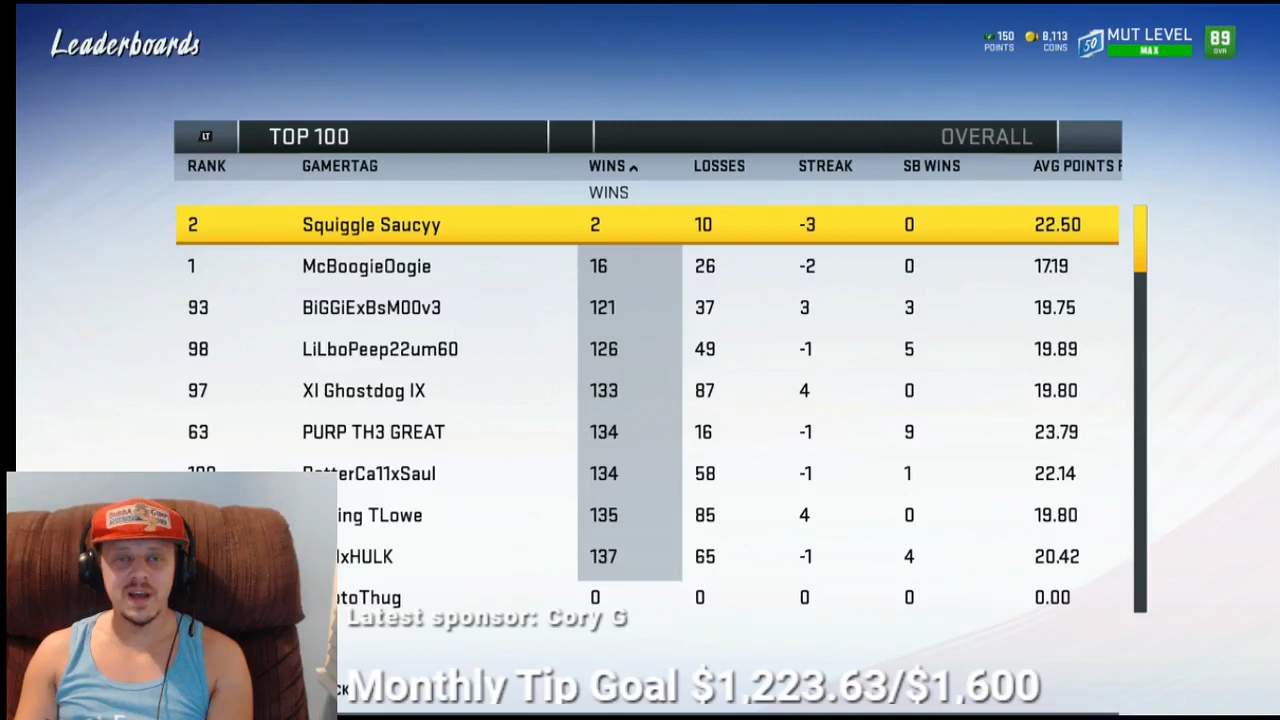 Leaderboards
150 POINTS 8,113 COINS 50 MUT LEVEL MAX 89 OVR
LT TOP 100 OVERALL
RANK GAMERTAG WINS LOSSES STREAK SB WINS AVG POINTS F
WINS
2 Squiggle Saucyy 2 10 -3 0 22.50
1 McBoogieOogie 16 26 -2 0 17.19
93 BiGGiExBsM00v3 121 37 3 3 19.75
98 LiLboPeep22um60 126 49 -1 5 19.89
97 XI Ghostdog IX 133 87 4 0 19.80
63 PURP TH3 GREAT 134 16 -1 9 23.79
134 58 -1 1 22.14
TLowe 135 85 4 0 19.80
137 65 -1 4 20.42
0 0 0 0 0.00
Latest sponsor: Cory G
Monthly Tip Goal $1,223.63/$1,600